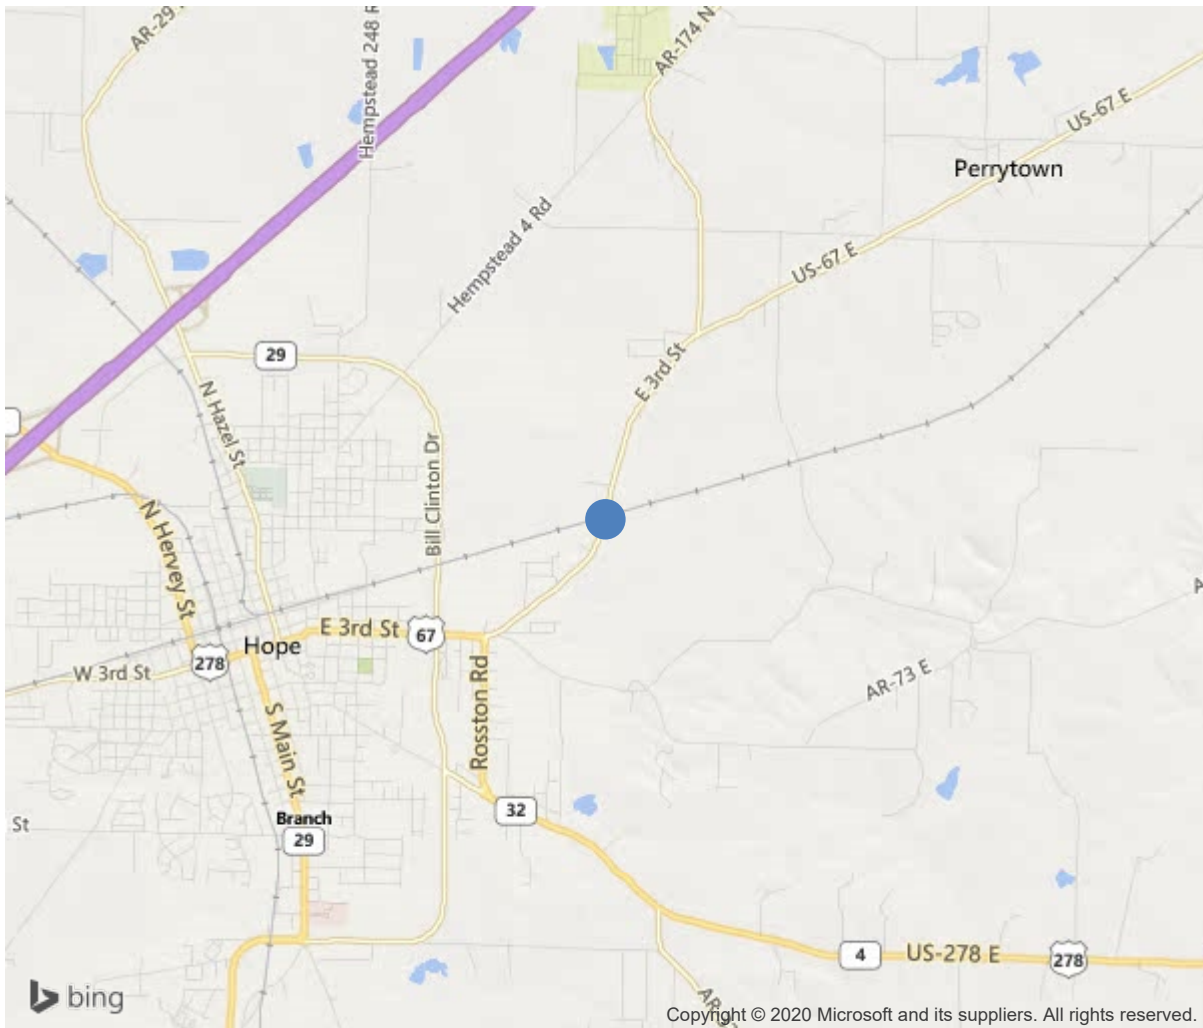 AR-29
Hempstead 248 R
AR-174 N
US-67 E
Perrytown
Hempstead 4 Rd
US-67 E
29
E 3rd St
N Hazel St
Bill Clinton Dr
N Hervey St
E 3rd St
67
Hope
278
W 3rd St
Rosston Rd
AR-73 E
S Main St
32
Branch
St
29
4
US-278 E
278
bing
Copyright © 2020 Microsoft and its suppliers. All rights reserved.